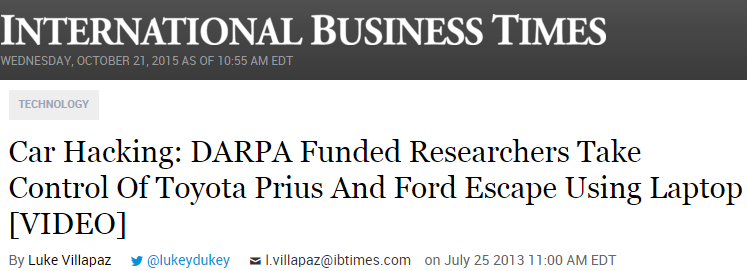 INTERNATIONAL BUSINESS TIMES
WEDNESDAY, OCTOBER 21, 2015 AS OF 10:55 AM EDT
TECHNOLOGY
Car Hacking: DARPA Funded Researchers Take
Control Of Toyota Prius And Ford Escape Using Laptop
[VIDEO]
By Luke Villapaz @lukeydukey l.villapaz@ibtimes.com on July 25 2013 11:00 AM EDT